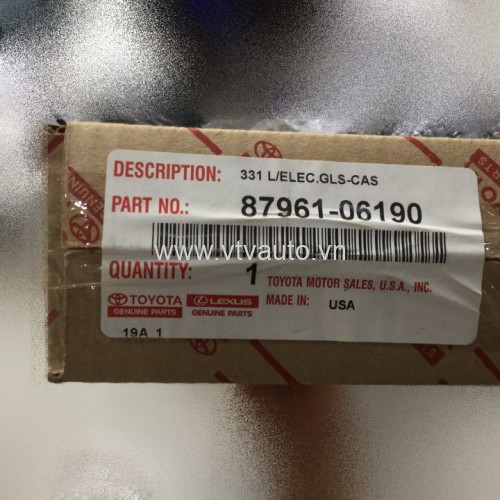 DESCRIPTION: 331 L/ELEC.GLS-CAS
PART NO.: 87961-06190
www.vtvauto.vn
QUANTITY: 1 TOYOTA MOTOR SALES, U.S.A., INC.
TOYOTA GENUINE PARTS LEXUS GENUINE PARTS MADE IN: USA
19A 1